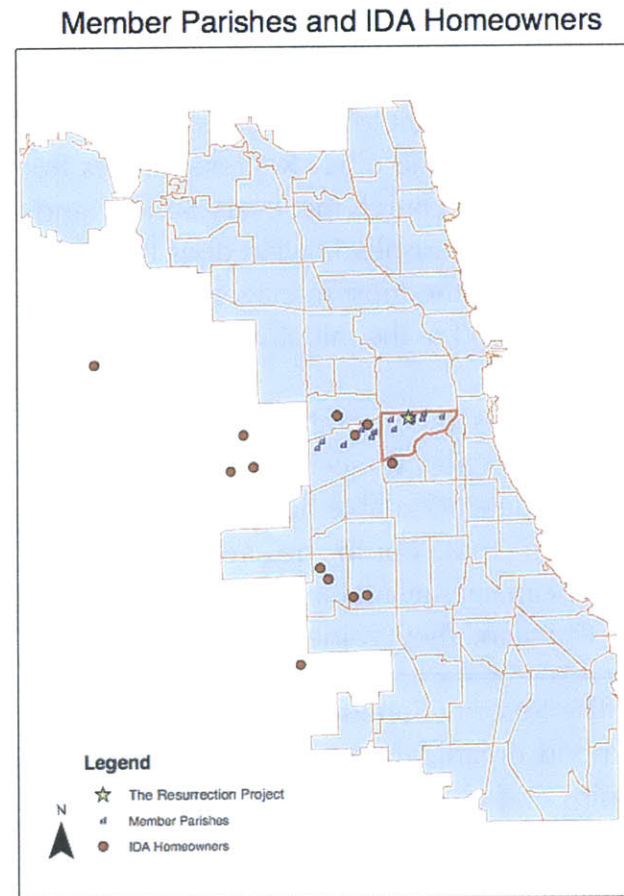 Member Parishes and IDA Homeowners
Legend
The Resurrection Project
Member Parishes
N
IDA Homeowners